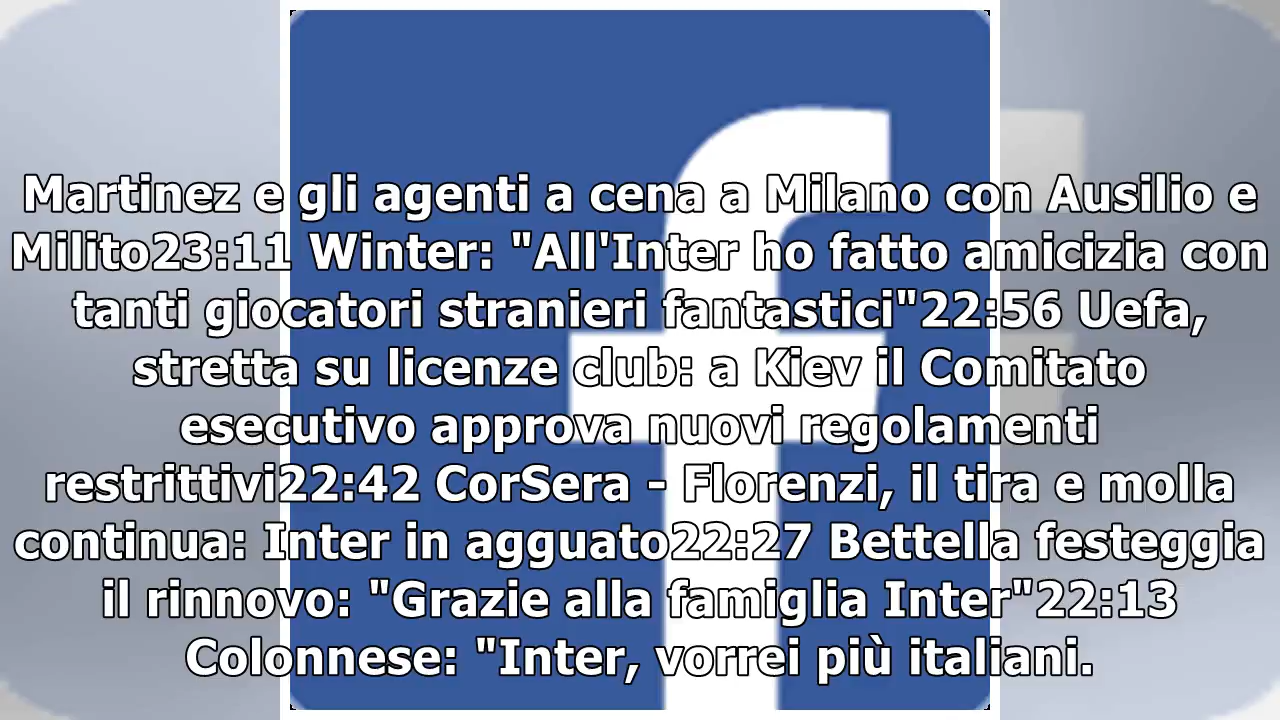 Martinez e gli agenti a cena a Milano con Ausilio e
Milito23:11 Winter: "All'Inter ho fatto amicizia con
tanti giocatori stranieri fantastici"22:56 Uefa,
stretta su licenze club: a Kiev il Comitato
esecutivo approva nuovi regolamenti
restrittivi22:42 CorSera - Florenzi, il tira e molla
continua: Inter in agguato22:27 Bettella festeggia
il rinnovo: "Grazie alla famiglia Inter"22:13
Colonnese: "Inter, vorrei più italiani.